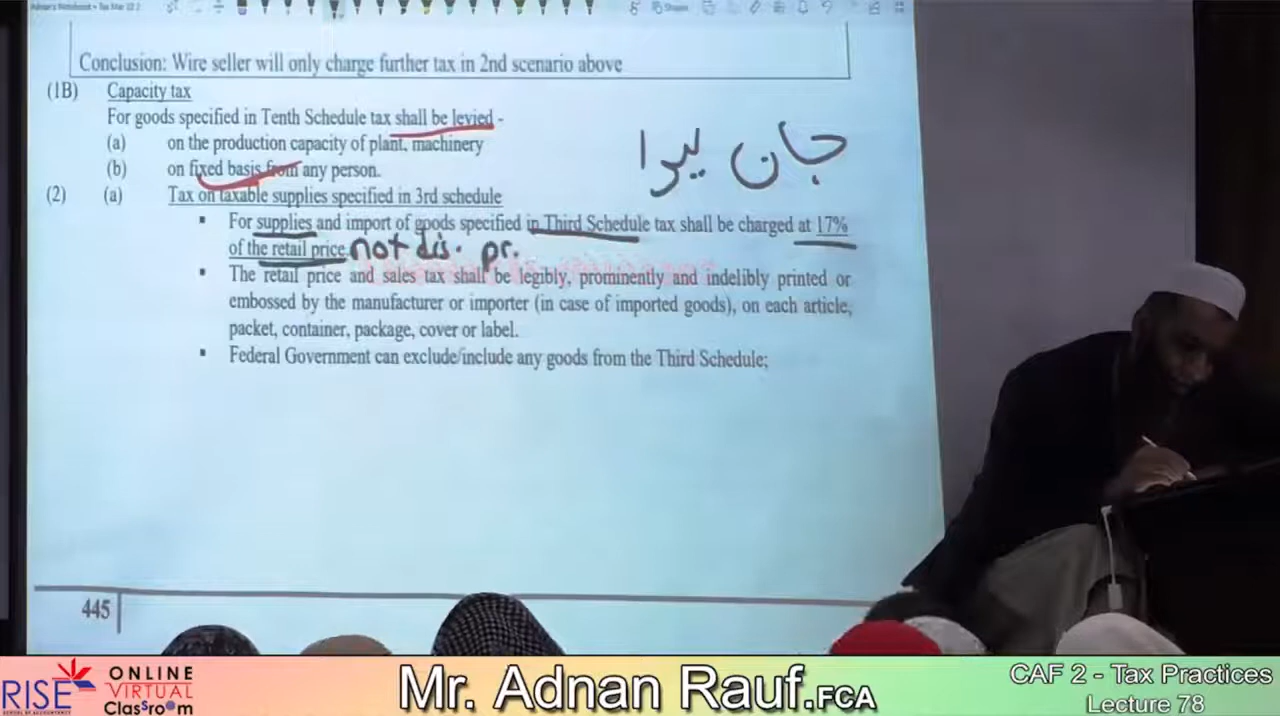 Adnan's Notebook » Tax Mar 22 2
Conclusion: Wire seller will only charge further tax in 2nd scenario above
(1B) Capacity tax
For goods specified in Tenth Schedule tax shall be levied -
(a) on the production capacity of plant, machinery
(b) on fixed basis from any person.
جان لیوا
(2) (a) Tax on taxable supplies specified in 3rd schedule
▪ For supplies and import of goods specified in Third Schedule tax shall be charged at 17%
of the retail price not dis. pr.
▪ The retail price and sales tax shall be legibly, prominently and indelibly printed or
embossed by the manufacturer or importer (in case of imported goods), on each article,
packet, container, package, cover or label.
▪ Federal Government can exclude/include any goods from the Third Schedule;
445
RISE
ONLINE
VIRTUAL
Classroom
Mr. Adnan Rauf.FCA
CAF 2 - Tax Practices
Lecture 78